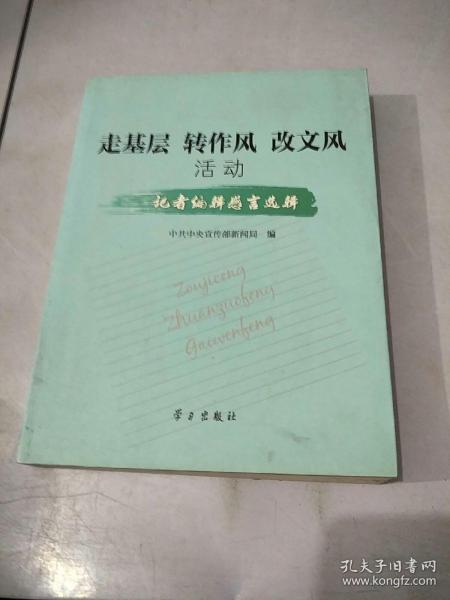 走基层 转作风 改文风
活动
记者编辑感言选辑
中共中央宣传部新闻局 编
Zoujiceng
Zhuanzuofeng
Gaiwenfeng
学习出版社
孔夫子旧书网
www.kongfz.com